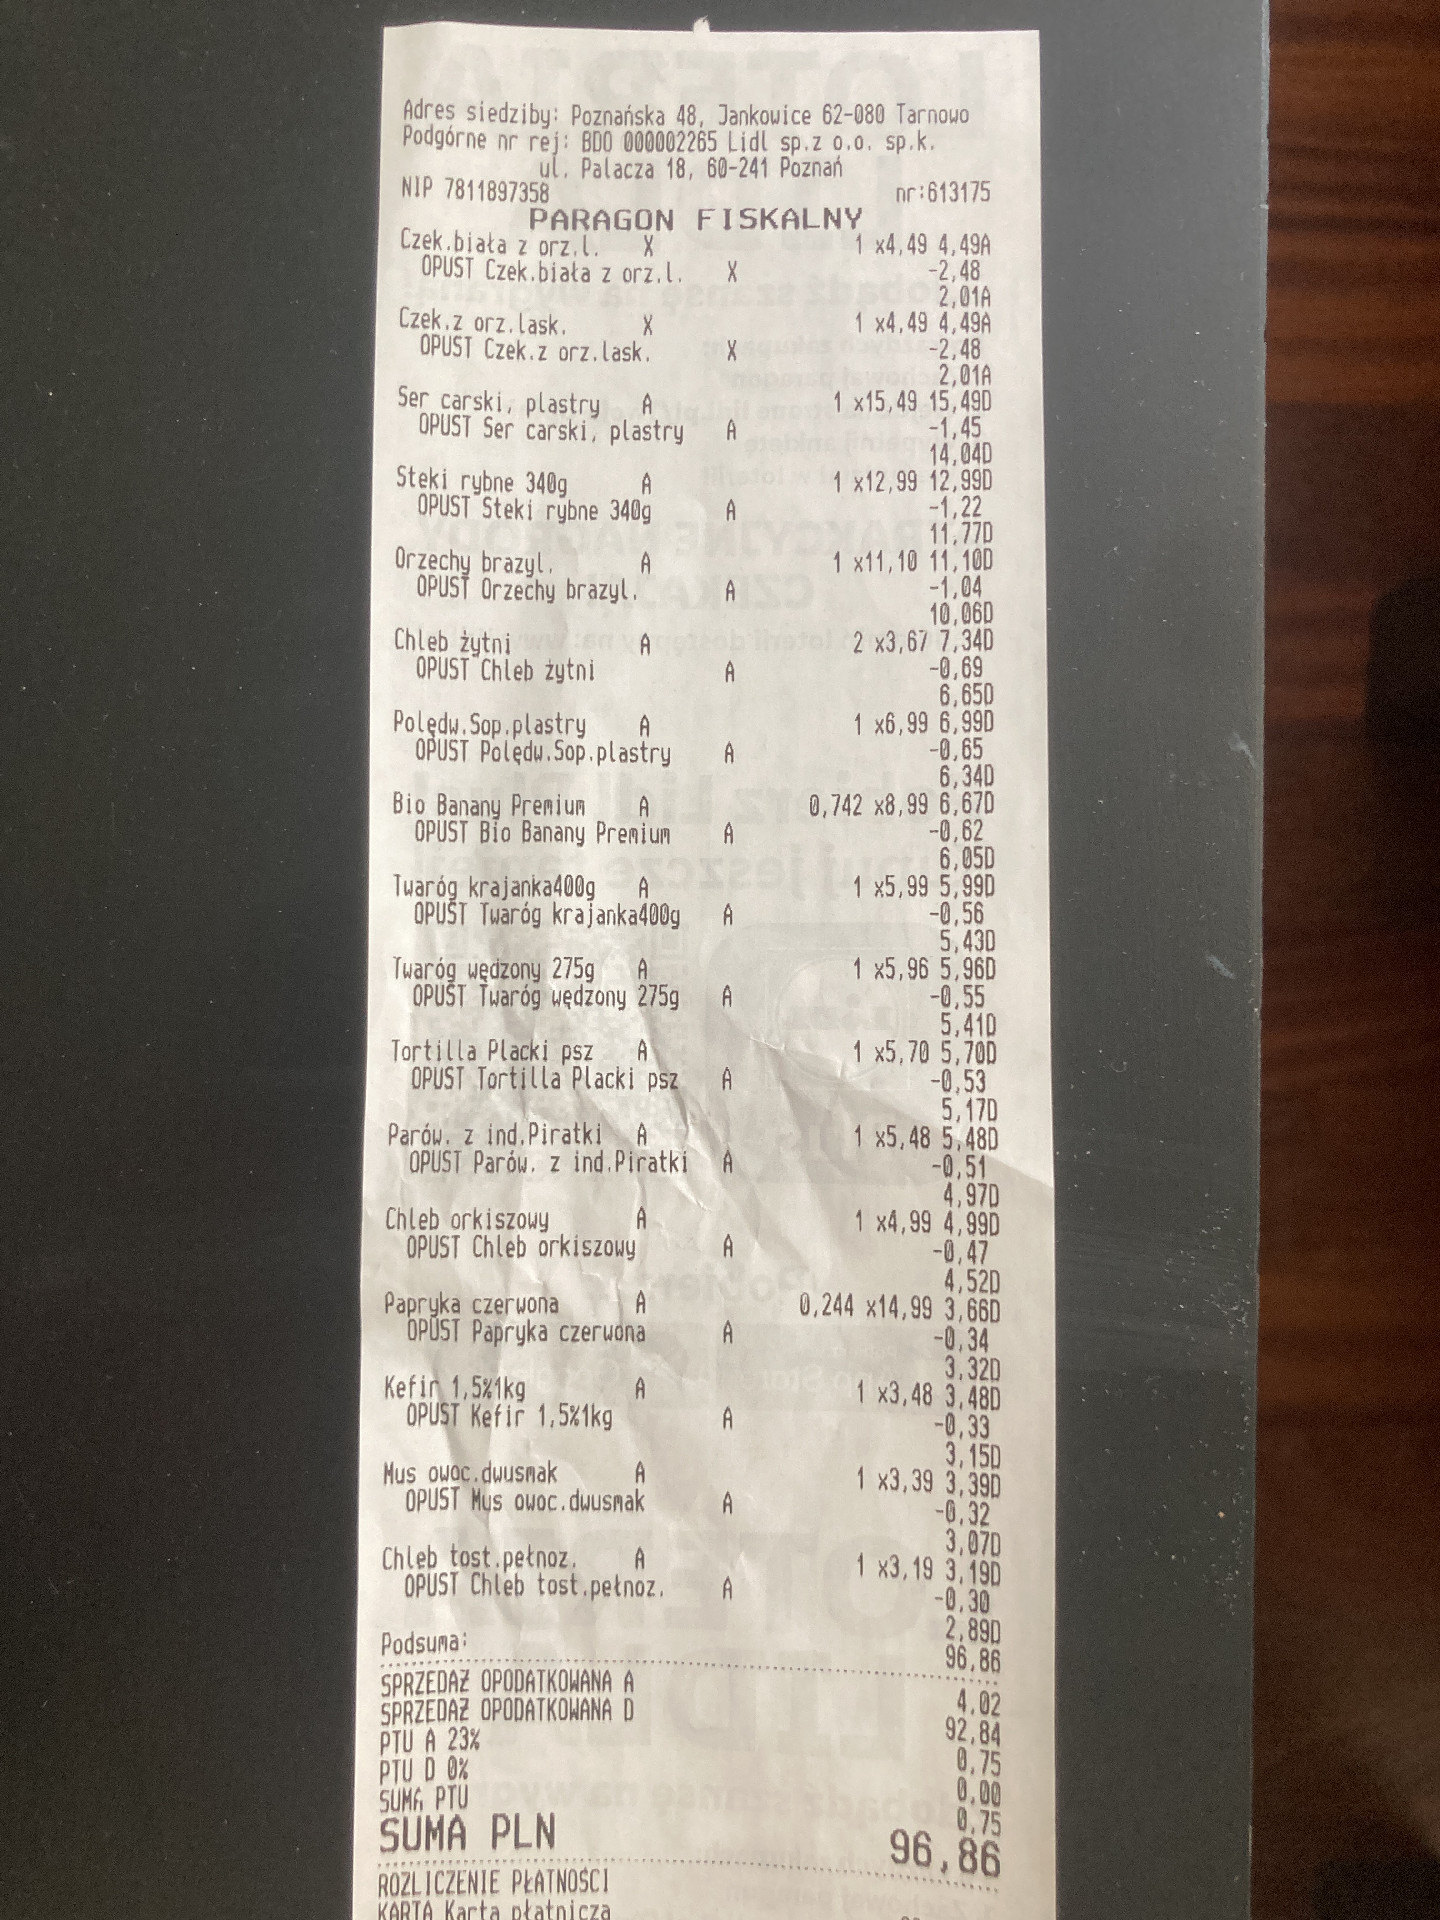 Adres siedziby: Poznańska 48, Jankowice 62-080 Tarnowo
Podgórne nr rej: BDO 000002265 Lidl sp.z o.o. sp.k.
ul. Palacza 18, 60-241 Poznań
NIP 7811897358 nr:613175
PARAGON FISKALNY
Czek.biała z orz.l. X 1 x4,49 4,49A
OPUST Czek.biała z orz.l. X -2,48
2,01A
Czek.z orz.lask. X 1 x4,49 4,49A
OPUST Czek.z orz.lask. X -2,48
2,01A
Ser carski, plastry A 1 x15,49 15,49D
OPUST Ser carski, plastry A -1,45
14,04D
Steki rybne 340g A 1 x12,99 12,99D
OPUST Steki rybne 340g A -1,22
11,77D
Orzechy brazyl. A 1 x11,10 11,10D
OPUST Orzechy brazyl. A -1,04
10,06D
Chleb żytni A 2 x3,67 7,34D
OPUST Chleb żytni A -0,69
6,65D
Polędw.Sop.plastry A 1 x6,99 6,99D
OPUST Polędw.Sop.plastry A -0,65
6,34D
Bio Banany Premium A 0,742 x8,99 6,67D
OPUST Bio Banany Premium A -0,62
6,05D
Twaróg krajanka400g A 1 x5,99 5,99D
OPUST Twaróg krajanka400g A -0,56
5,43D
Twaróg wędzony 275g A 1 x5,96 5,96D
OPUST Twaróg wędzony 275g A -0,55
5,41D
Tortilla Placki psz A 1 x5,70 5,70D
OPUST Tortilla Placki psz A -0,53
5,17D
Parów. z ind.Piratki A 1 x5,48 5,48D
OPUST Parów. z ind.Piratki A -0,51
4,97D
Chleb orkiszowy A 1 x4,99 4,99D
OPUST Chleb orkiszowy A -0,47
4,52D
Papryka czerwona A 0,244 x14,99 3,66D
OPUST Papryka czerwona A -0,34
3,32D
Kefir 1,5%1kg A 1 x3,48 3,48D
OPUST Kefir 1,5%1kg A -0,33
3,15D
Mus owoc.dwusmak A 1 x3,39 3,39D
OPUST Mus owoc.dwusmak A -0,32
3,07D
Chleb tost.pełnoz. A 1 x3,19 3,19D
OPUST Chleb tost.pełnoz. A -0,30
2,89D
Podsuma: 96,86
SPRZEDAŻ OPODATKOWANA A 4,02
SPRZEDAŻ OPODATKOWANA D 92,84
PTU A 23% 0,75
PTU D 0% 0,00
SUMA PTU 0,75
SUMA PLN 96,86
ROZLICZENIE PŁATNOŚCI
KARTA Karta płatnicza